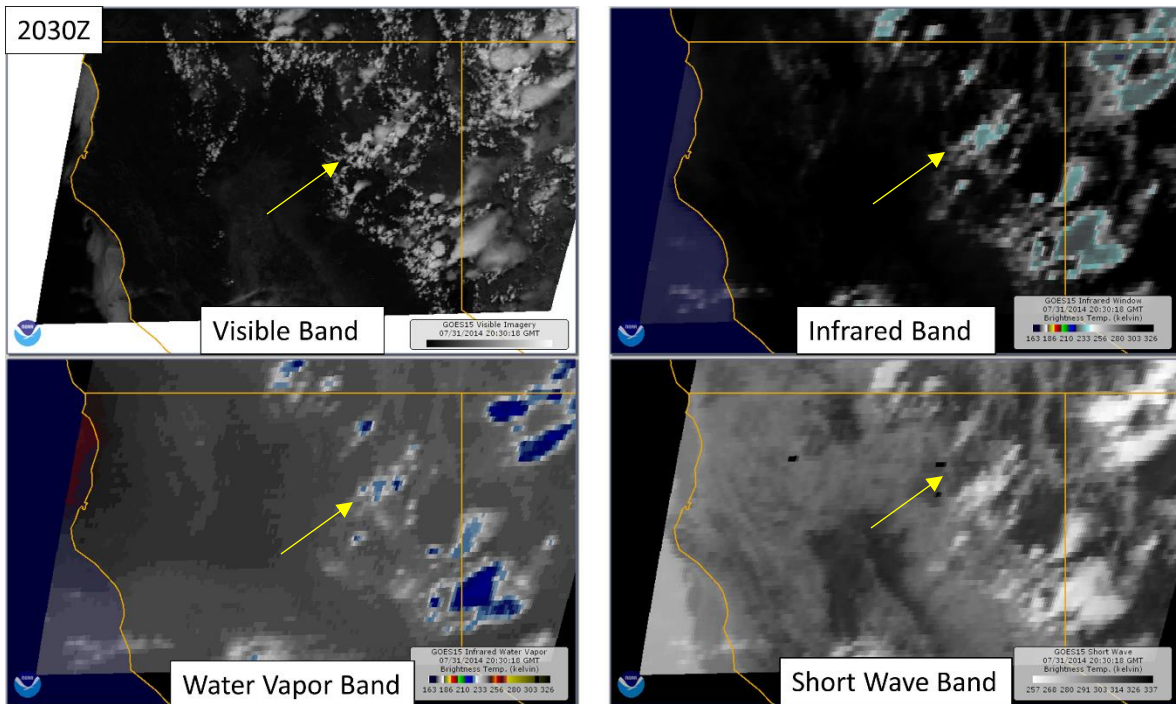 2030Z
Visible Band
GOES15 Visible Imagery
07/31/2014 20:30:18 GMT
Infrared Band
GOES15 Infrared Window
07/31/2014 20:30:18 GMT
Brightness Temp. (kelvin)
163 186 210 233 256 280 303 326
Water Vapor Band
GOES15 Infrared Water Vapor
07/31/2014 20:30:18 GMT
Brightness Temp. (kelvin)
163 186 210 233 256 280 303 326
Short Wave Band
GOES15 Short Wave
07/31/2014 20:30:18 GMT
Brightness Temp. (kelvin)
257 268 280 291 303 314 326 337